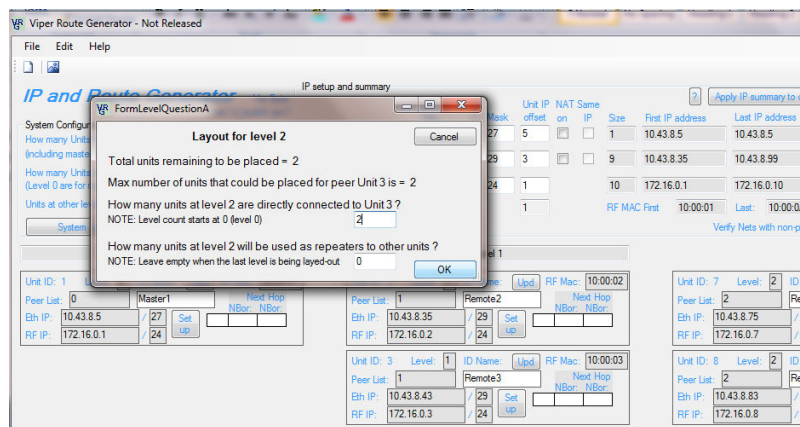 Viper Route Generator - Not Released
File Edit Help
IP and Route Generator
IP setup and summary
? Apply IP summary to
Unit IP NAT Same
Mask offset on IP Size First IP address Last IP address
27 5 1 10.43.8.5 10.43.8.5
29 3 9 10.43.8.35 10.43.8.99
24 1 10 172.16.0.1 172.16.0.10
1 RF MAC First 10:00:01 Last: 10:00:0
Verify Nets with non-p
System Configur
How many Units
(including maste
How many Units
(Level 0 are for r
Units at other le
System
FormLevelQuestionA
Layout for level 2
Cancel
Total units remaining to be placed = 2
Max number of units that could be placed for peer Unit 3 is = 2
How many units at level 2 are directly connected to Unit 3 ?
NOTE: Level count starts at 0 (level 0) 2
How many units at level 2 will be used as repeaters to other units ?
NOTE: Leave empty when the last level is being layed-out 0
OK
el 1
Unit ID: 1
Peer List: 0 Master1 Next Hop
NBor: NBor:
Eth IP: 10.43.8.5 / 27 Set up
RF IP: 172.16.0.1 / 24
me: Upd RF Mac: 10:00:02
Peer List: 1 Remote2 Next Hop
NBor: NBor:
Eth IP: 10.43.8.35 / 29 Set up
RF IP: 172.16.0.2 / 24
Unit ID: 3 Level: 1 ID Name: Upd RF Mac: 10:00:03
Peer List: 1 Remote3 Next Hop
NBor: NBor:
Eth IP: 10.43.8.43 / 29 Set up
RF IP: 172.16.0.3 / 24
Unit ID: 7 Level: 2 ID
Peer List: 2 Re
Eth IP: 10.43.8.75 /
RF IP: 172.16.0.7 /
Unit ID: 8 Level: 2 ID
Peer List: 2 Re
Eth IP: 10.43.8.83 /
RF IP: 172.16.0.8 /